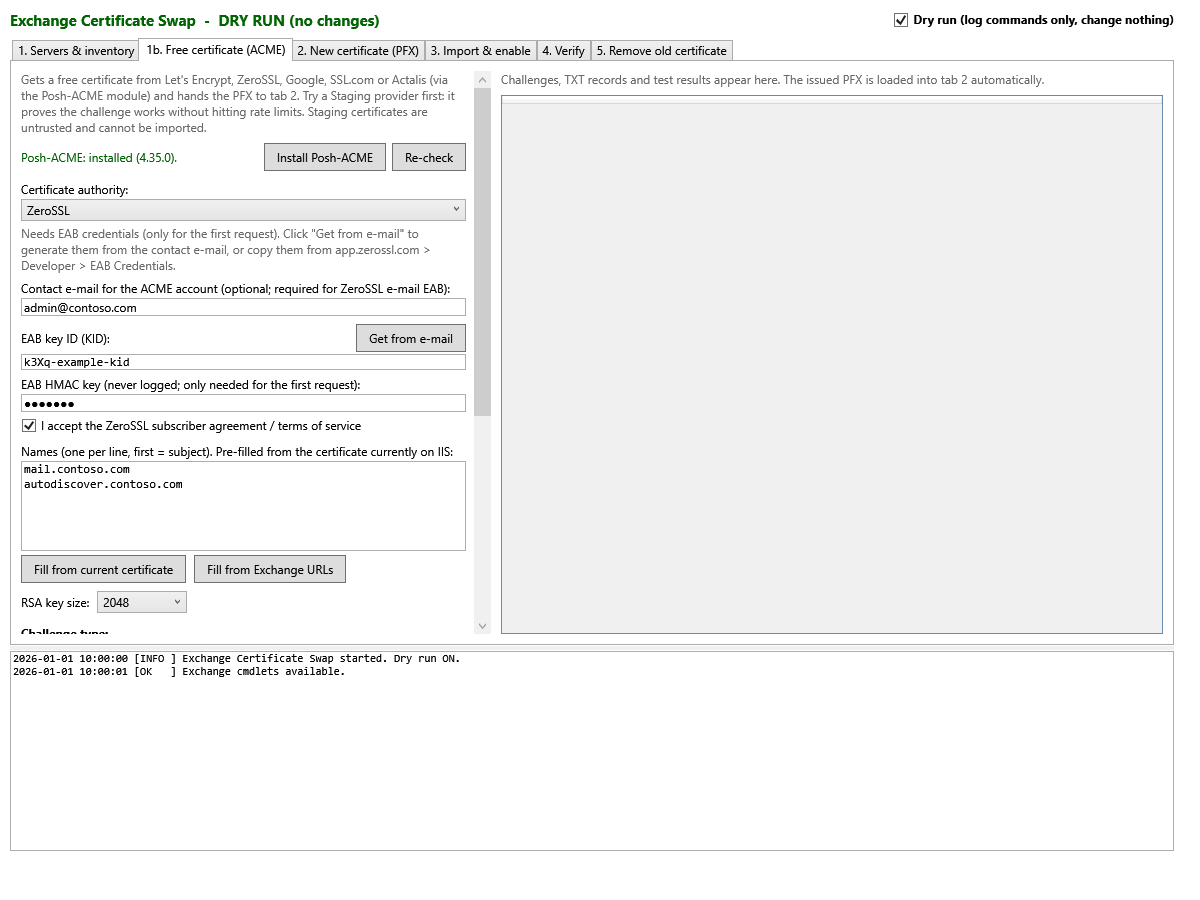 Exchange Certificate Swap - DRY RUN (no changes)
Dry run (log commands only, change nothing)
1. Servers & inventory
1b. Free certificate (ACME)
2. New certificate (PFX)
3. Import & enable
4. Verify
5. Remove old certificate
Gets a free certificate from Let's Encrypt, ZeroSSL, Google, SSL.com or Actalis (via
the Posh-ACME module) and hands the PFX to tab 2. Try a Staging provider first: it
proves the challenge works without hitting rate limits. Staging certificates are
untrusted and cannot be imported.
Posh-ACME: installed (4.35.0).
Install Posh-ACME
Re-check
Certificate authority:
ZeroSSL
Needs EAB credentials (only for the first request). Click "Get from e-mail" to
generate them from the contact e-mail, or copy them from app.zerossl.com >
Developer > EAB Credentials.
Contact e-mail for the ACME account (optional; required for ZeroSSL e-mail EAB):
admin@contoso.com
EAB key ID (KID):
Get from e-mail
k3Xq-example-kid
EAB HMAC key (never logged; only needed for the first request):
●●●●●●●
I accept the ZeroSSL subscriber agreement / terms of service
Names (one per line, first = subject). Pre-filled from the certificate currently on IIS:
mail.contoso.com
autodiscover.contoso.com
Fill from current certificate
Fill from Exchange URLs
RSA key size:
2048
Challenge type:
Challenges, TXT records and test results appear here. The issued PFX is loaded into tab 2 automatically.
2026-01-01 10:00:00 [INFO ] Exchange Certificate Swap started. Dry run ON.
2026-01-01 10:00:01 [OK   ] Exchange cmdlets available.